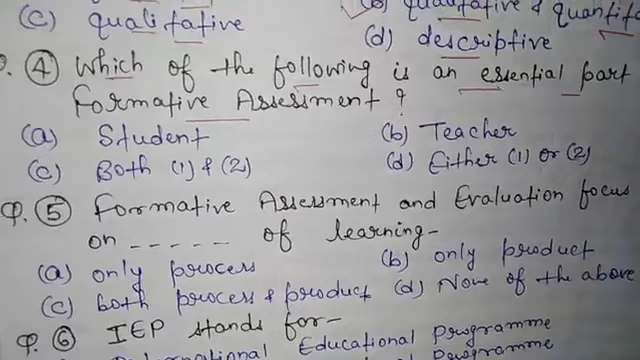 (c) qualitative
(b) quantitative & quantita
(d) descriptive
Q. ④ Which of the following is an essential part
Formative Assessment ?
(a) Student
(b) Teacher
(c) Both (1) & (2)
(d) Either (1) or (2)
Q. ⑤ Formative Assessment and Evaluation focus
on ------ of learning-
(a) only process
(b) only product
(c) both process & product
(d) None of the above
Q. ⑥ IEP stands for-
Educational Programme
Programme